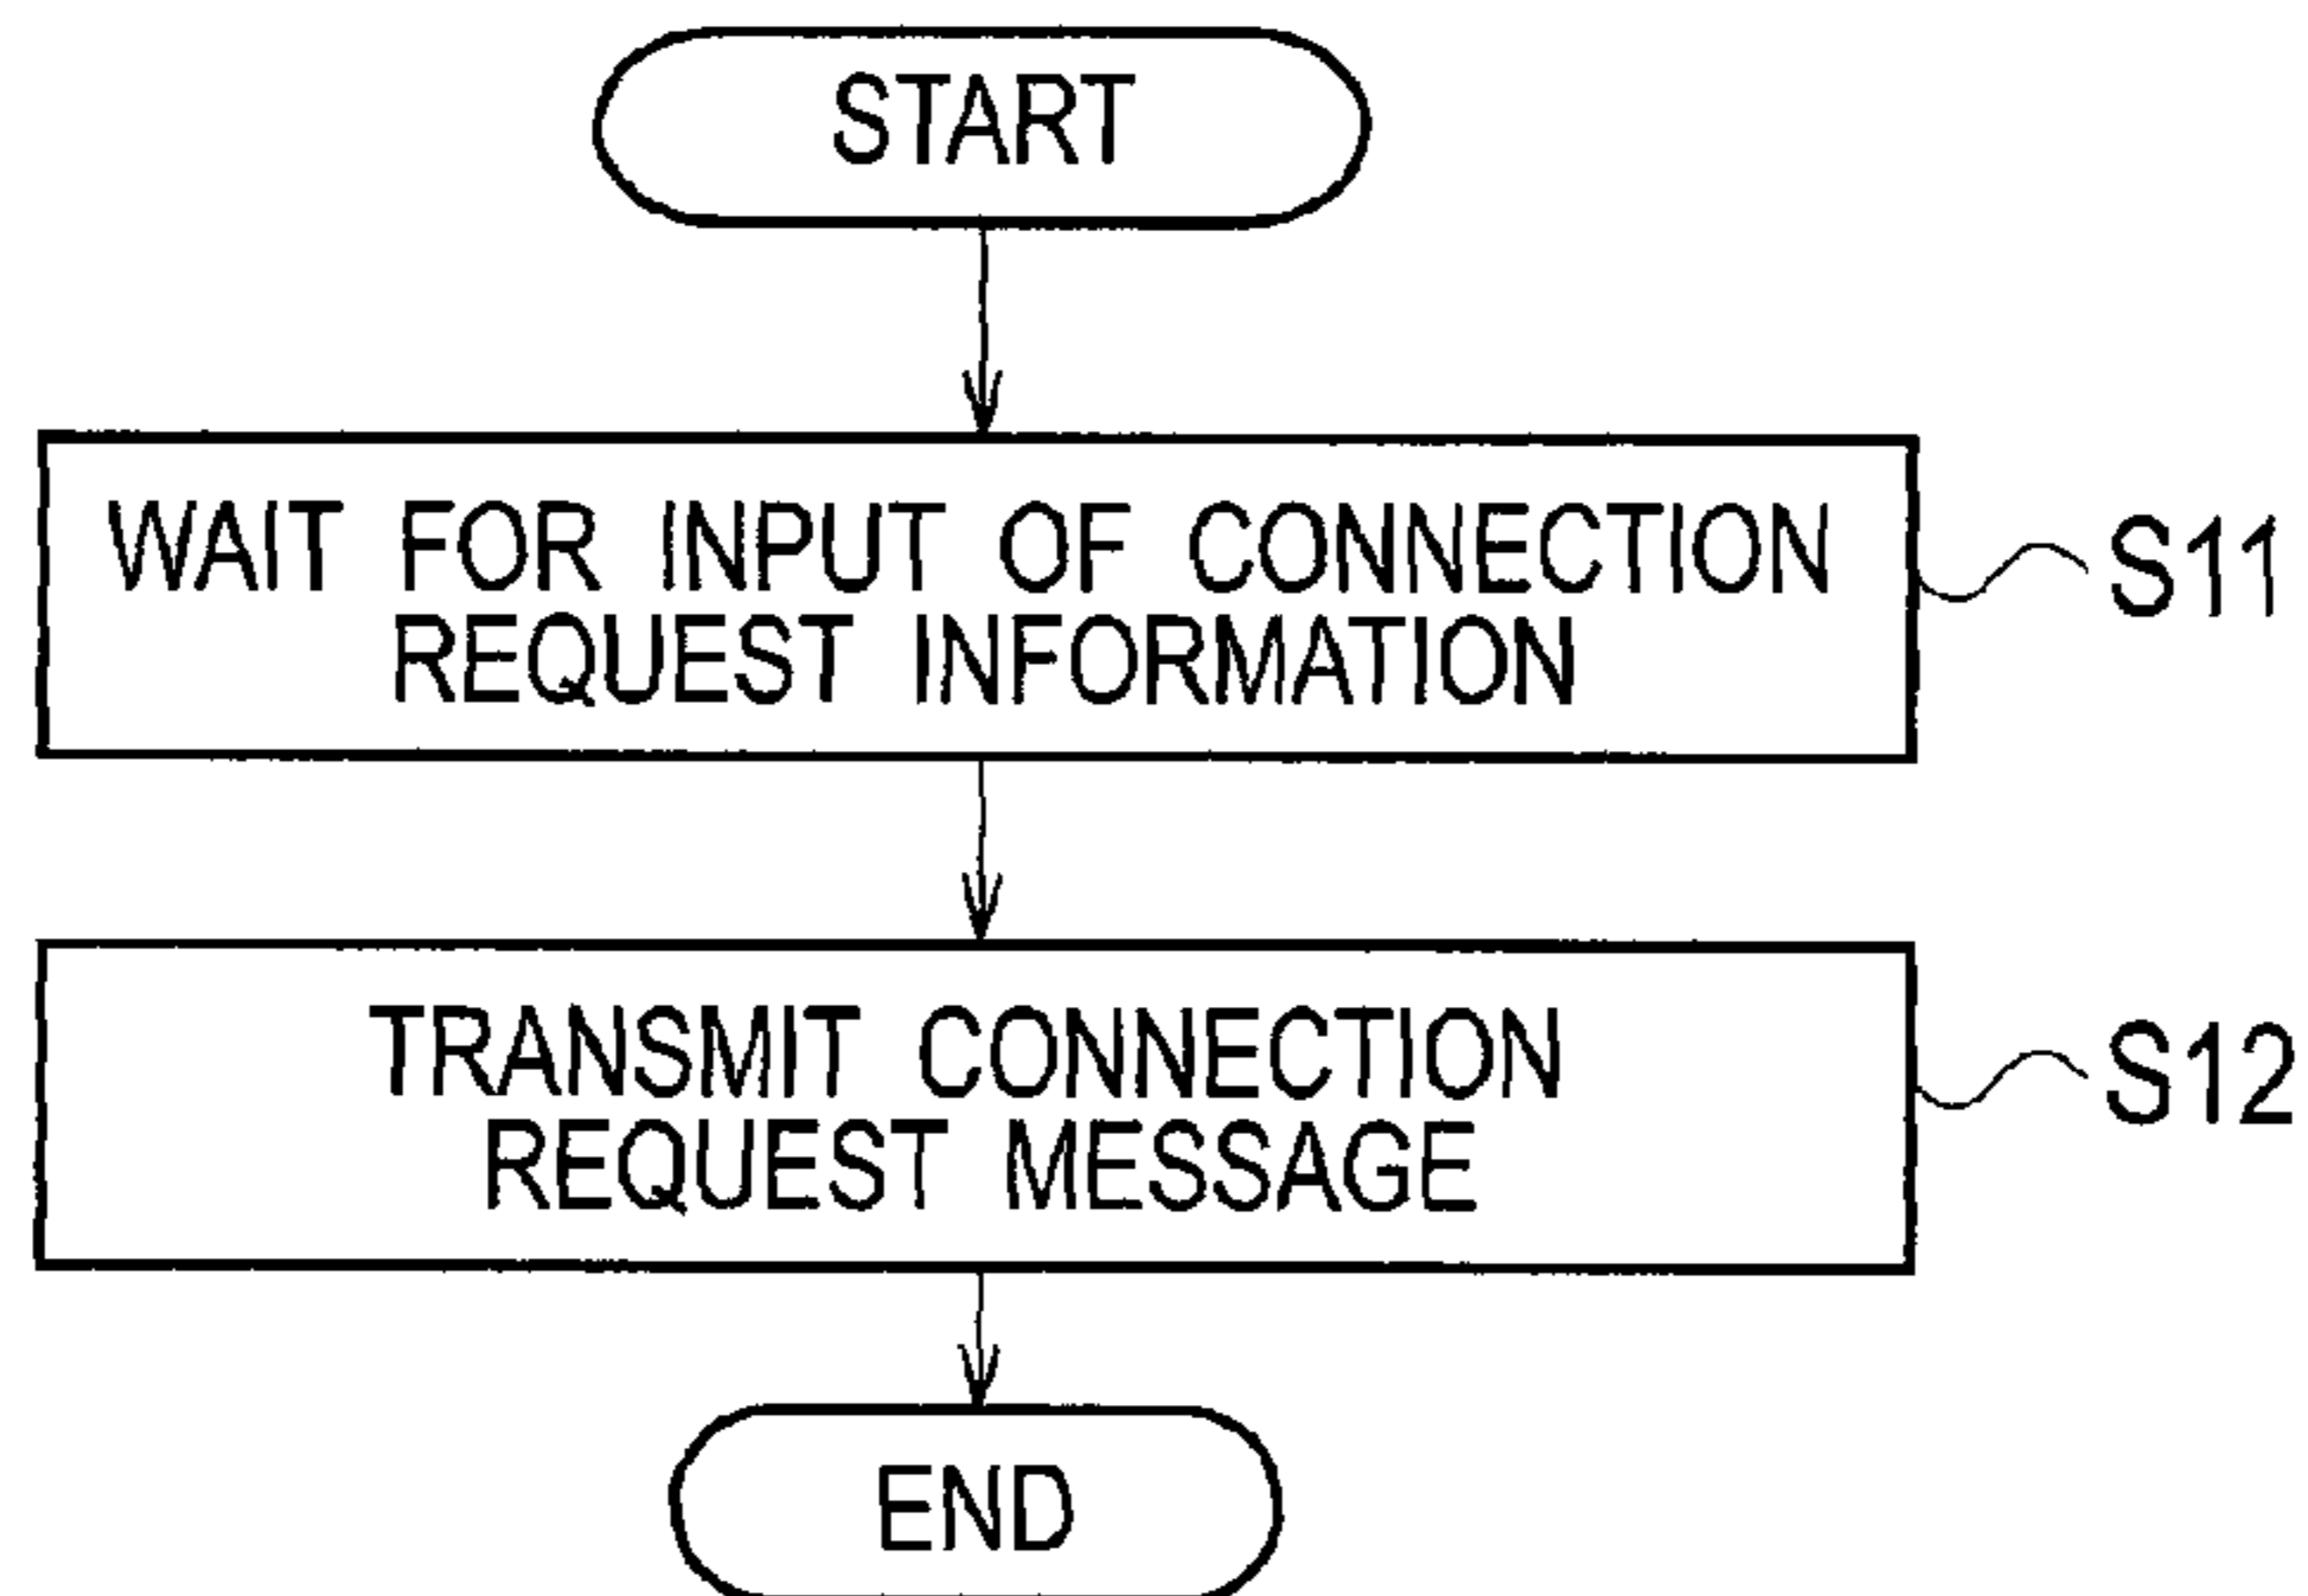 START
WAIT FOR INPUT OF CONNECTION
REQUEST INFORMATION
S11
TRANSMIT CONNECTION
REQUEST MESSAGE
S12
END